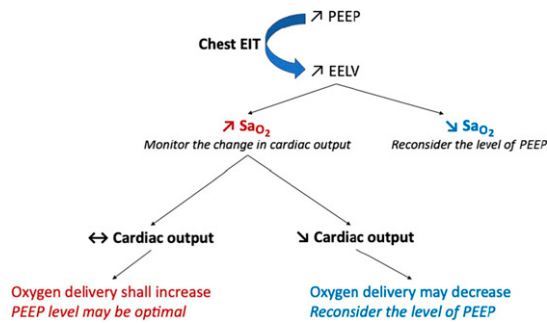 ↗ PEEP
Chest EIT
↗ EELV
↗ SaO₂
Monitor the change in cardiac output
↘ SaO₂
Reconsider the level of PEEP
↔ Cardiac output
↘ Cardiac output
Oxygen delivery shall increase
PEEP level may be optimal
Oxygen delivery may decrease
Reconsider the level of PEEP